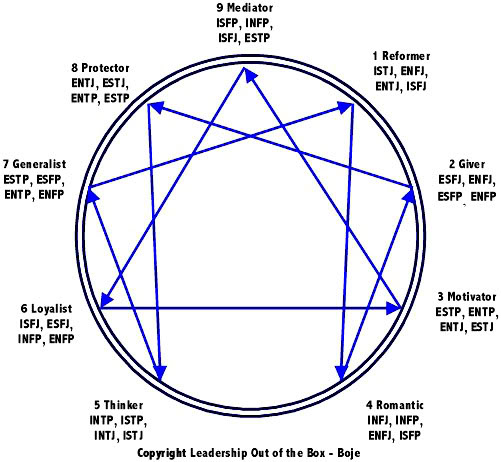 9 Mediator
ISFP, INFP,
ISFJ, ESTP
8 Protector
ENTJ, ESTJ,
ENTP, ESTP
1 Reformer
ISTJ, ENFJ,
ENTJ, ISFJ
7 Generalist
ESTP, ESFP,
ENTP, ENFP
2 Giver
ESFJ, ENFJ,
ESFP, ENFP
6 Loyalist
ISFJ, ESFJ,
INFP, ENFP
3 Motivator
ESTP, ENTP,
ENTJ, ESTJ
5 Thinker
INTP, ISTP,
INTJ, ISTJ
4 Romantic
INFJ, INFP,
ENFJ, ISFP
Copyright Leadership Out of the Box - Boje